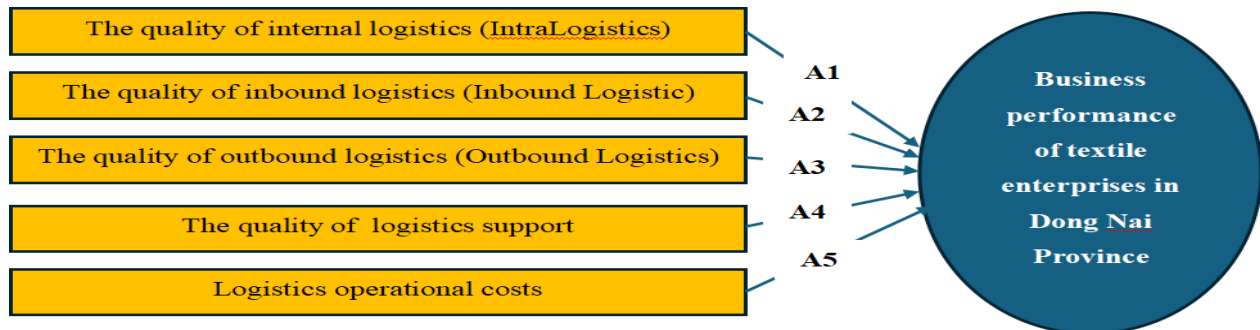 The quality of internal logistics (IntraLogistics)
The quality of inbound logistics (Inbound Logistic)
The quality of outbound logistics (Outbound Logistics)
The quality of logistics support
Logistics operational costs
A1
A2
A3
A4
A5
Business
performance
of textile
enterprises in
Dong Nai
Province